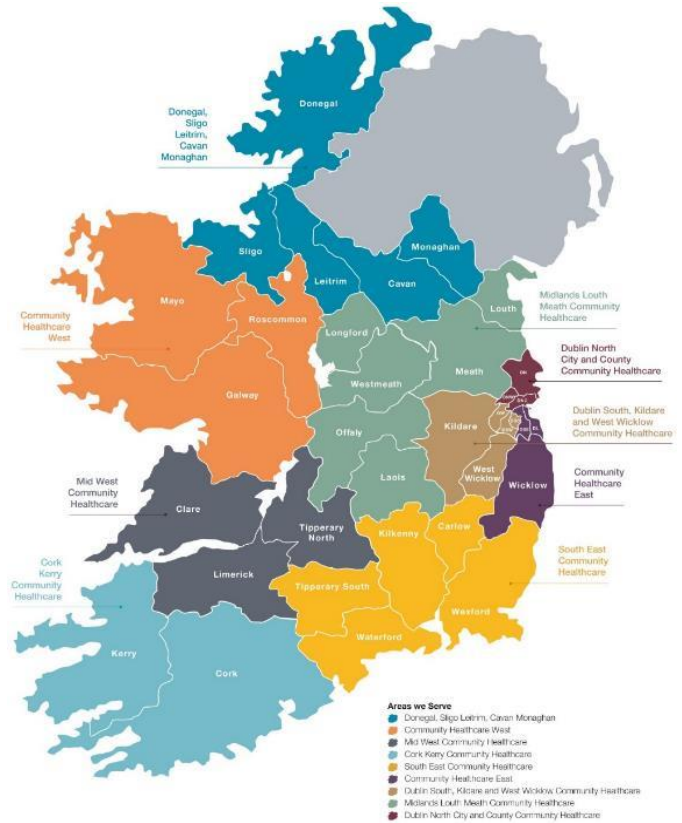 Donegal
Donegal,
Sligo
Leitrim,
Cavan
Monaghan
Monaghan
Sligo
Leitrim
Cavan
Louth
Mayo
Midlands Louth
Meath Community
Healthcare
Community
Healthcare
West
Roscommon
Longford
Meath
Dublin North
City and County
Community Healthcare
Westmeath
Galway
Kildare
Dublin South, Kildare
and West Wicklow
Community Healthcare
Offaly
West
Wicklow
Laois
Wicklow
Community
Healthcare
East
Mid West
Community
Healthcare
Clare
Tipperary
North
Kilkenny
Carlow
South East
Community
Healthcare
Cork
Kerry
Community
Healthcare
Limerick
Tipparary South
Wexford
Waterford
Kerry
Cork
Areas we Serve
Donegal, Sligo Leitrim, Cavan Monaghan
Community Healthcare West
Mid West Community Healthcare
Cork Kerry Community Healthcare
South East Community Healthcare
Community Healthcare East
Dublin South, Kildare and West Wicklow Community Healthcare
Midlands Louth Meath Community Healthcare
Dublin North City and County Community Healthcare